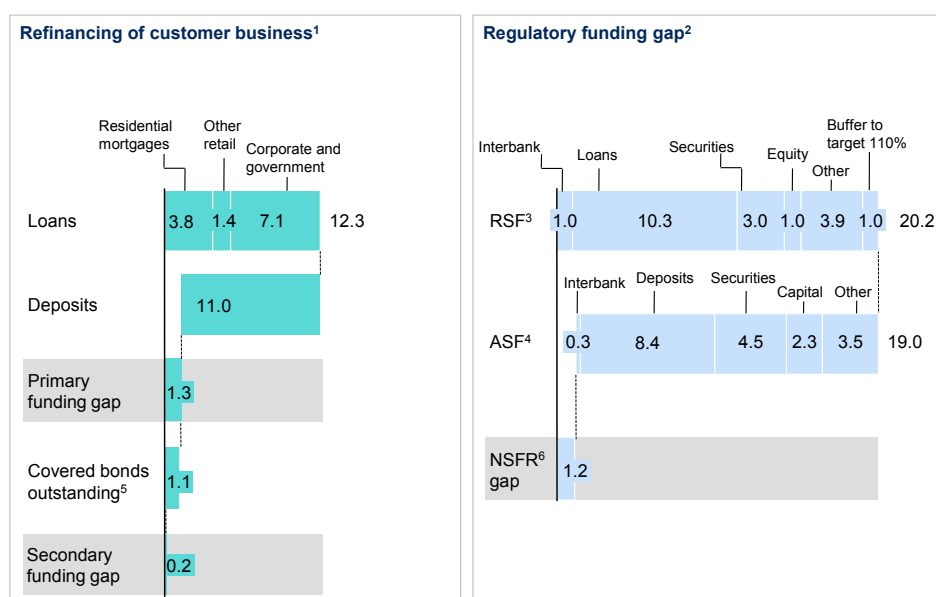 Refinancing of customer business¹
Residential
mortgages
Other
retail
Corporate and
government
Loans
3.8
1.4
7.1
12.3
Deposits
11.0
Primary
funding gap
1.3
Covered bonds
outstanding⁵
1.1
Secondary
funding gap
0.2
Regulatory funding gap²
Interbank
Loans
Securities
Equity
Other
Buffer to
target 110%
RSF³
1.0
10.3
3.0
1.0
3.9
1.0
20.2
Interbank
Deposits
Securities
Capital
Other
ASF⁴
0.3
8.4
4.5
2.3
3.5
19.0
NSFR⁶
gap
1.2